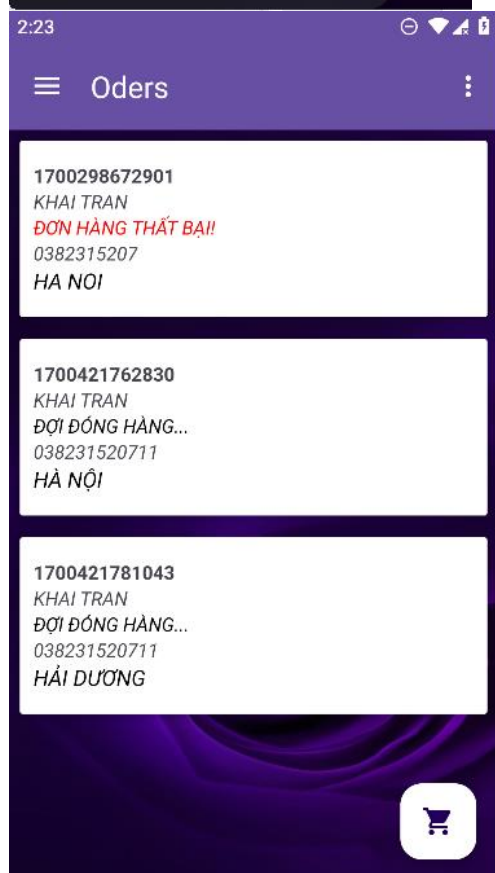 2:23
Oders
1700298672901
KHAI TRAN
ĐƠN HÀNG THẤT BẠI!
0382315207
HA NOI
1700421762830
KHAI TRAN
ĐỢI ĐÓNG HÀNG...
038231520711
HÀ NỘI
1700421781043
KHAI TRAN
ĐỢI ĐÓNG HÀNG...
038231520711
HẢI DƯƠNG